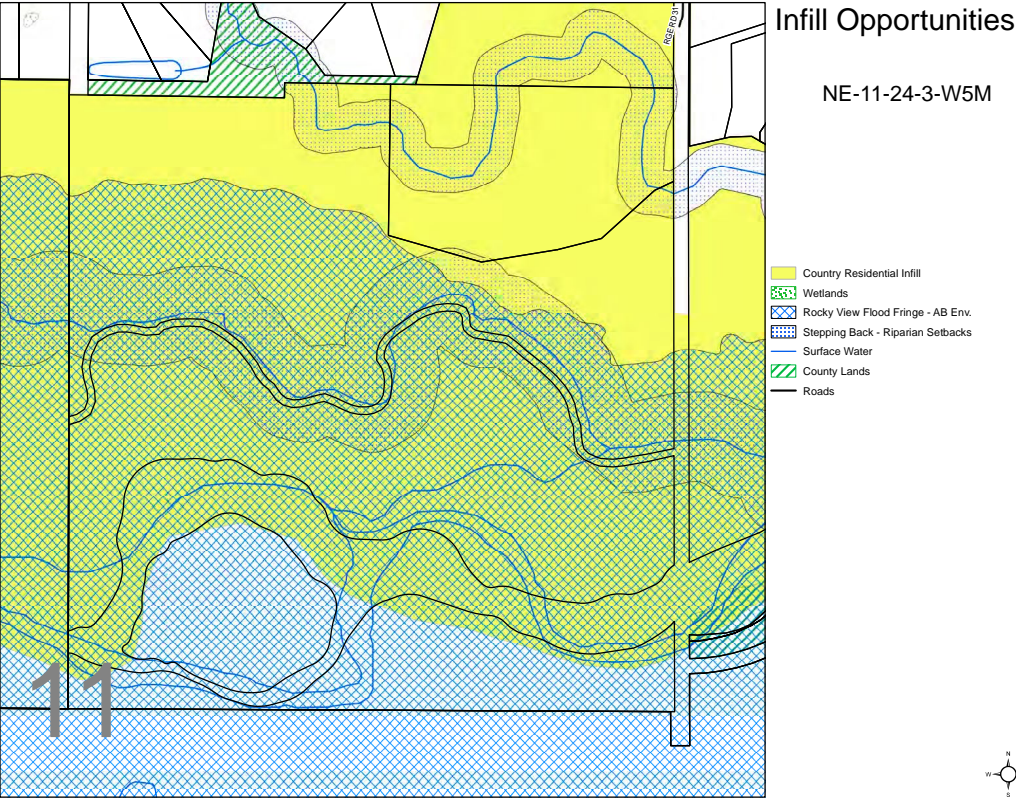 Infill Opportunities
NE-11-24-3-W5M
RGERD31
Country Residential Infill
Wetlands
Rocky View Flood Fringe - AB Env.
Stepping Back - Riparian Setbacks
Surface Water
County Lands
Roads
11
N
W
S